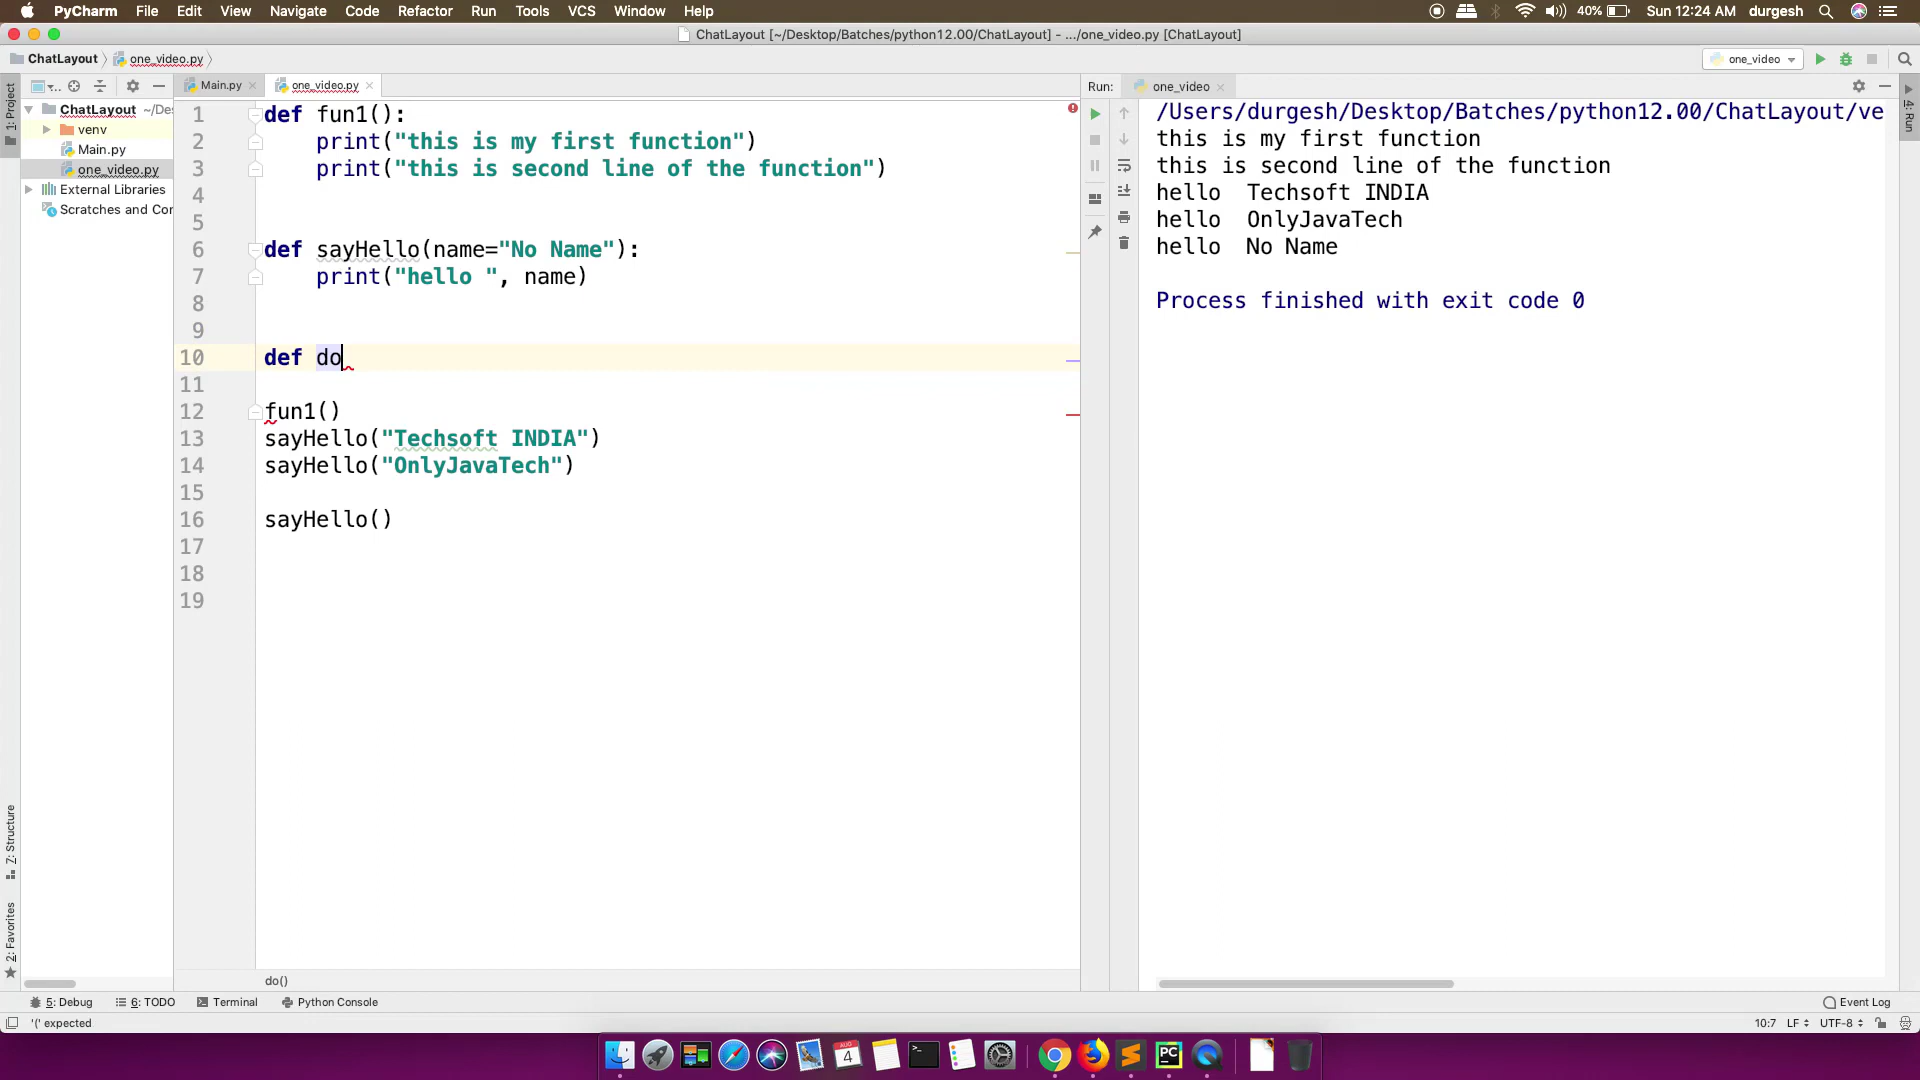 PyCharm File Edit View Navigate Code Refactor Run Tools VCS Window Help 40% Sun 12:24 AM durgesh
ChatLayout [~/Desktop/Batches/python12.00/ChatLayout] - .../one_video.py [ChatLayout]
ChatLayout one_video.py one_video
Main.py one_video.py Run: one_video
1: Project
ChatLayout ~/De
venv
Main.py
one_video.py
External Libraries
Scratches and Cor
1 def fun1():
2 print("this is my first function")
3 print("this is second line of the function")
4
5
6 def sayHello(name="No Name"):
7 print("hello ", name)
8
9
10 def do
11
12 fun1()
13 sayHello("Techsoft INDIA")
14 sayHello("OnlyJavaTech")
15
16 sayHello()
17
18
19
do()
/Users/durgesh/Desktop/Batches/python12.00/ChatLayout/ve
this is my first function
this is second line of the function
hello  Techsoft INDIA
hello  OnlyJavaTech
hello  No Name
Process finished with exit code 0
4: Run
7: Structure
2: Favorites
5: Debug 6: TODO Terminal Python Console Event Log
'(' expected 10:7 LF UTF-8
AUG
4
PC